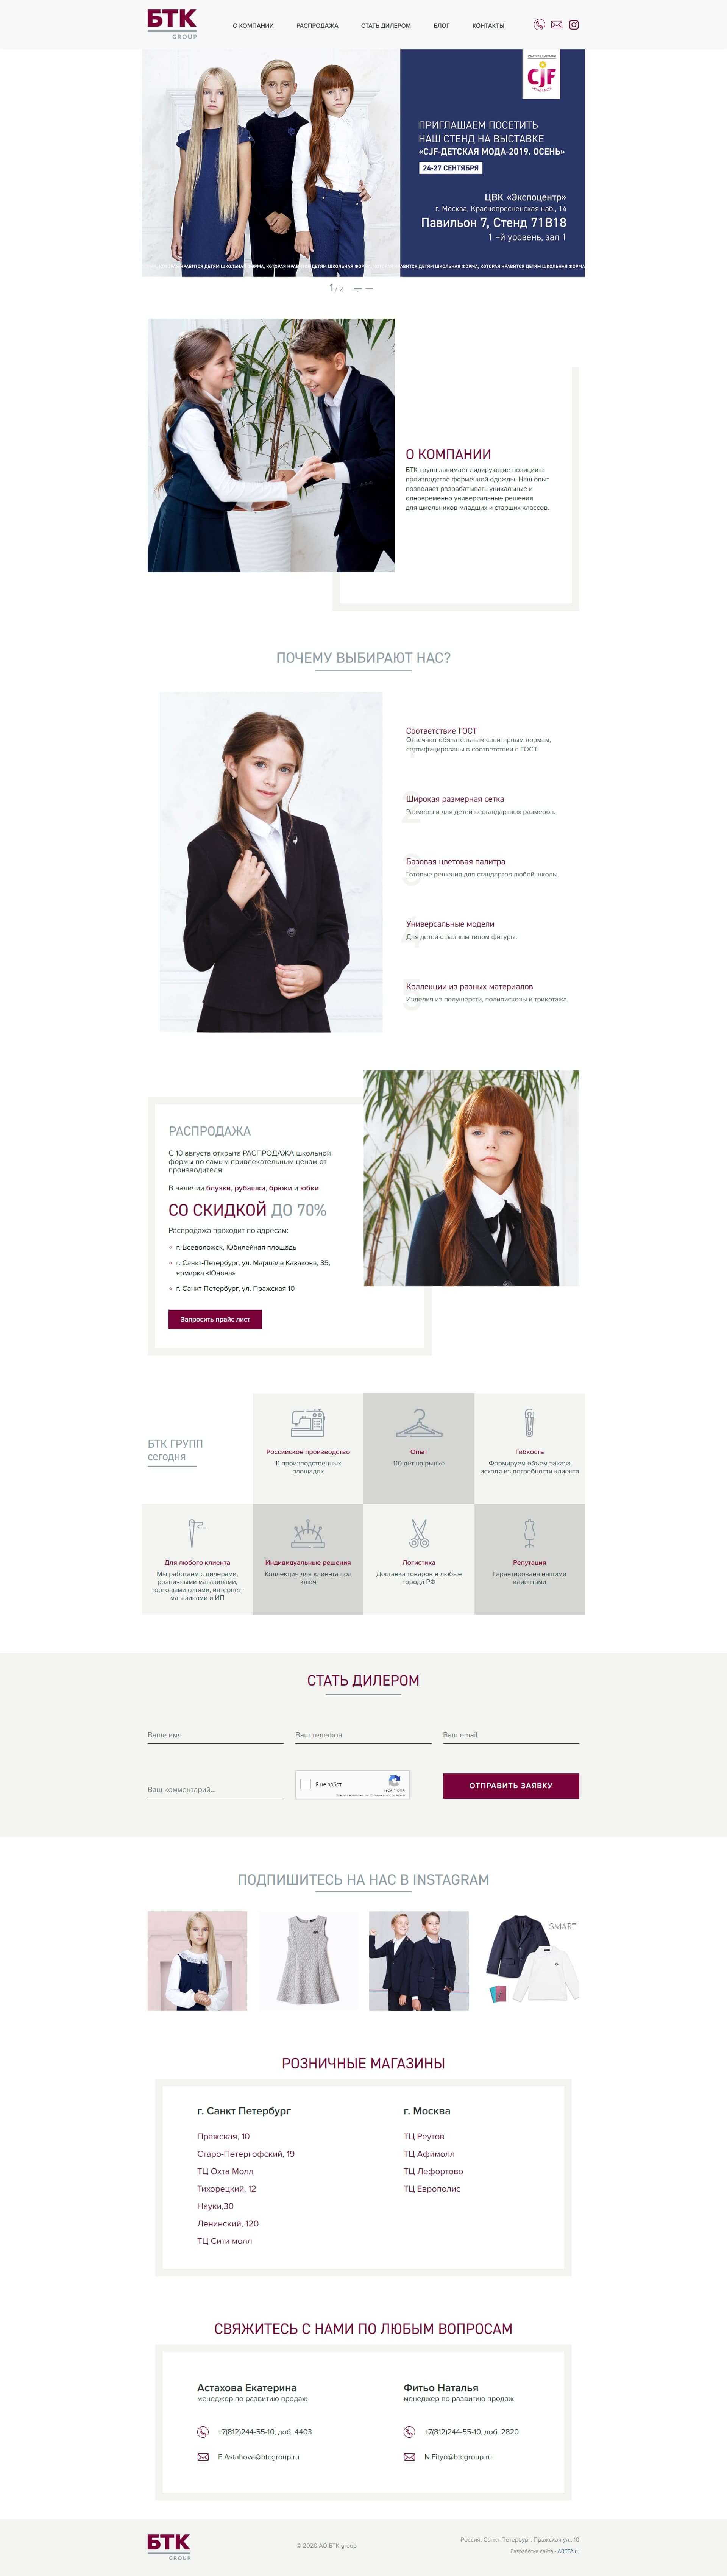 БТК
GROUP
О КОМПАНИИ
РАСПРОДАЖА
СТАТЬ ДИЛЕРОМ
БЛОГ
КОНТАКТЫ
CJF
ПРИГЛАШАЕМ ПОСЕТИТЬ
НАШ СТЕНД НА ВЫСТАВКЕ
«CJF-ДЕТСКАЯ МОДА-2019. ОСЕНЬ»
24-27 СЕНТЯБРЯ
ЦВК «Экспоцентр»
г. Москва, Краснопресненская наб., 14
Павильон 7, Стенд 71В18
1 -й уровень, зал 1
НРАВИТСЯ ДЕТЯМ ШКОЛЬНАЯ ФОРМА, КОТОРАЯ НРАВИТСЯ ДЕТЯМ ШКОЛЬНАЯ ФОРМА, КОТОРАЯ НРАВИТСЯ ДЕТЯМ ШКОЛЬНАЯ ФОРМА, КОТОРАЯ НРАВИТСЯ ДЕТЯМ ШКОЛЬНАЯ ФОРМА
1 / 2
О КОМПАНИИ
БТК групп занимает лидирующие позиции в
производстве форменной одежды. Наш опыт
позволяет разрабатывать уникальные и
одновременно универсальные решения
для школьников младших и старших классов.
ПОЧЕМУ ВЫБИРАЮТ НАС?
1
Соответствие ГОСТ
Отвечают обязательным санитарным нормам,
сертифицированы в соответствии с ГОСТ.
2
Широкая размерная сетка
Размеры и для детей нестандартных размеров.
3
Базовая цветовая палитра
Готовые решения для стандартов любой школы.
4
Универсальные модели
Для детей с разным типом фигуры.
5
Коллекции из разных материалов
Изделия из полушерсти, поливискозы и трикотажа.
РАСПРОДАЖА
С 10 августа открыта РАСПРОДАЖА школьной
формы по самым привлекательным ценам от
производителя.
В наличии блузки, рубашки, брюки и юбки
СО СКИДКОЙ ДО 70%
Распродажа проходит по адресам:
г. Всеволожск, Юбилейная площадь
г. Санкт-Петербург, ул. Маршала Казакова, 35,
ярмарка «Юнона»
г. Санкт-Петербург, ул. Пражская 10
Запросить прайс лист
БТК ГРУПП
сегодня
Российское производство
11 производственных
площадок
Опыт
110 лет на рынке
Гибкость
Формируем объем заказа
исходя из потребности клиента
Для любого клиента
Мы работаем с дилерами,
розничными магазинами,
торговыми сетями, интернет-
магазинами и ИП
Индивидуальные решения
Коллекция для клиента под
ключ
Логистика
Доставка товаров в любые
города РФ
Репутация
Гарантирована нашими
клиентами
СТАТЬ ДИЛЕРОМ
Ваше имя
Ваш телефон
Ваш email
Ваш комментарий...
Я не робот
reCAPTCHA
Конфиденциальность - Условия использования
ОТПРАВИТЬ ЗАЯВКУ
ПОДПИШИТЕСЬ НА НАС В INSTAGRAM
SMART
РОЗНИЧНЫЕ МАГАЗИНЫ
г. Санкт Петербург
Пражская, 10
Старо-Петергофский, 19
ТЦ Охта Молл
Тихорецкий, 12
Науки,30
Ленинский, 120
ТЦ Сити молл
г. Москва
ТЦ Реутов
ТЦ Афимолл
ТЦ Лефортово
ТЦ Европолис
СВЯЖИТЕСЬ С НАМИ ПО ЛЮБЫМ ВОПРОСАМ
Астахова Екатерина
менеджер по развитию продаж
+7(812)244-55-10, доб. 4403
E.Astahova@btcgroup.ru
Фитьо Наталья
менеджер по развитию продаж
+7(812)244-55-10, доб. 2820
N.Fityo@btcgroup.ru
БТК
GROUP
© 2020 АО БТК group
Россия, Санкт-Петербург, Пражская ул., 10
Разработка сайта - ABETA.ru